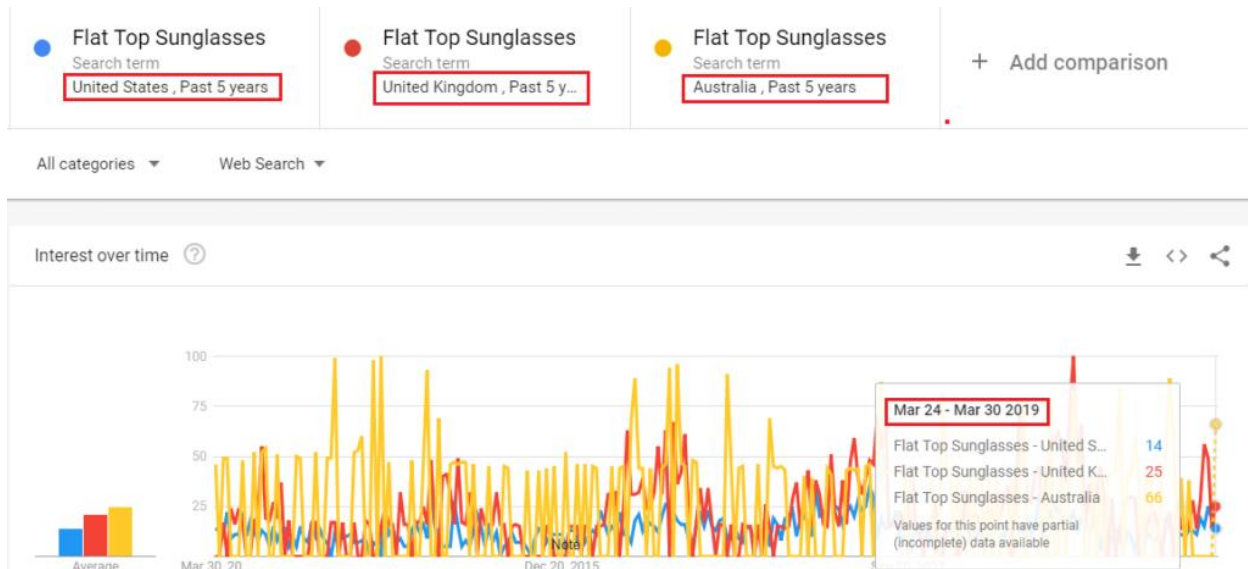 Flat Top Sunglasses
Search term
United States , Past 5 years
Flat Top Sunglasses
Search term
United Kingdom , Past 5 y...
Flat Top Sunglasses
Search term
Australia , Past 5 years
+ Add comparison
All categories
Web Search
Interest over time
100
75
50
25
Average
Mar 30, 20
Note
Dec 20, 2015
Mar 24 - Mar 30 2019
Flat Top Sunglasses - United S... 14
Flat Top Sunglasses - United K... 25
Flat Top Sunglasses - Australia 66
Values for this point have partial
(incomplete) data available